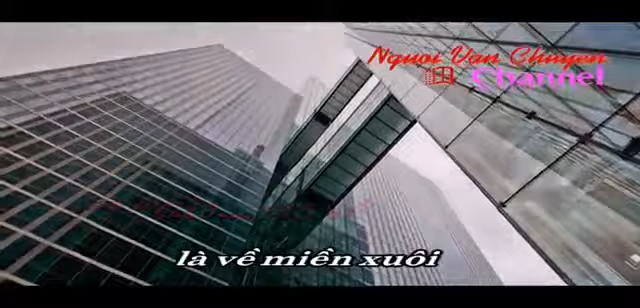 Nguoi Van Chuyen
Channel
là về miền xuôi